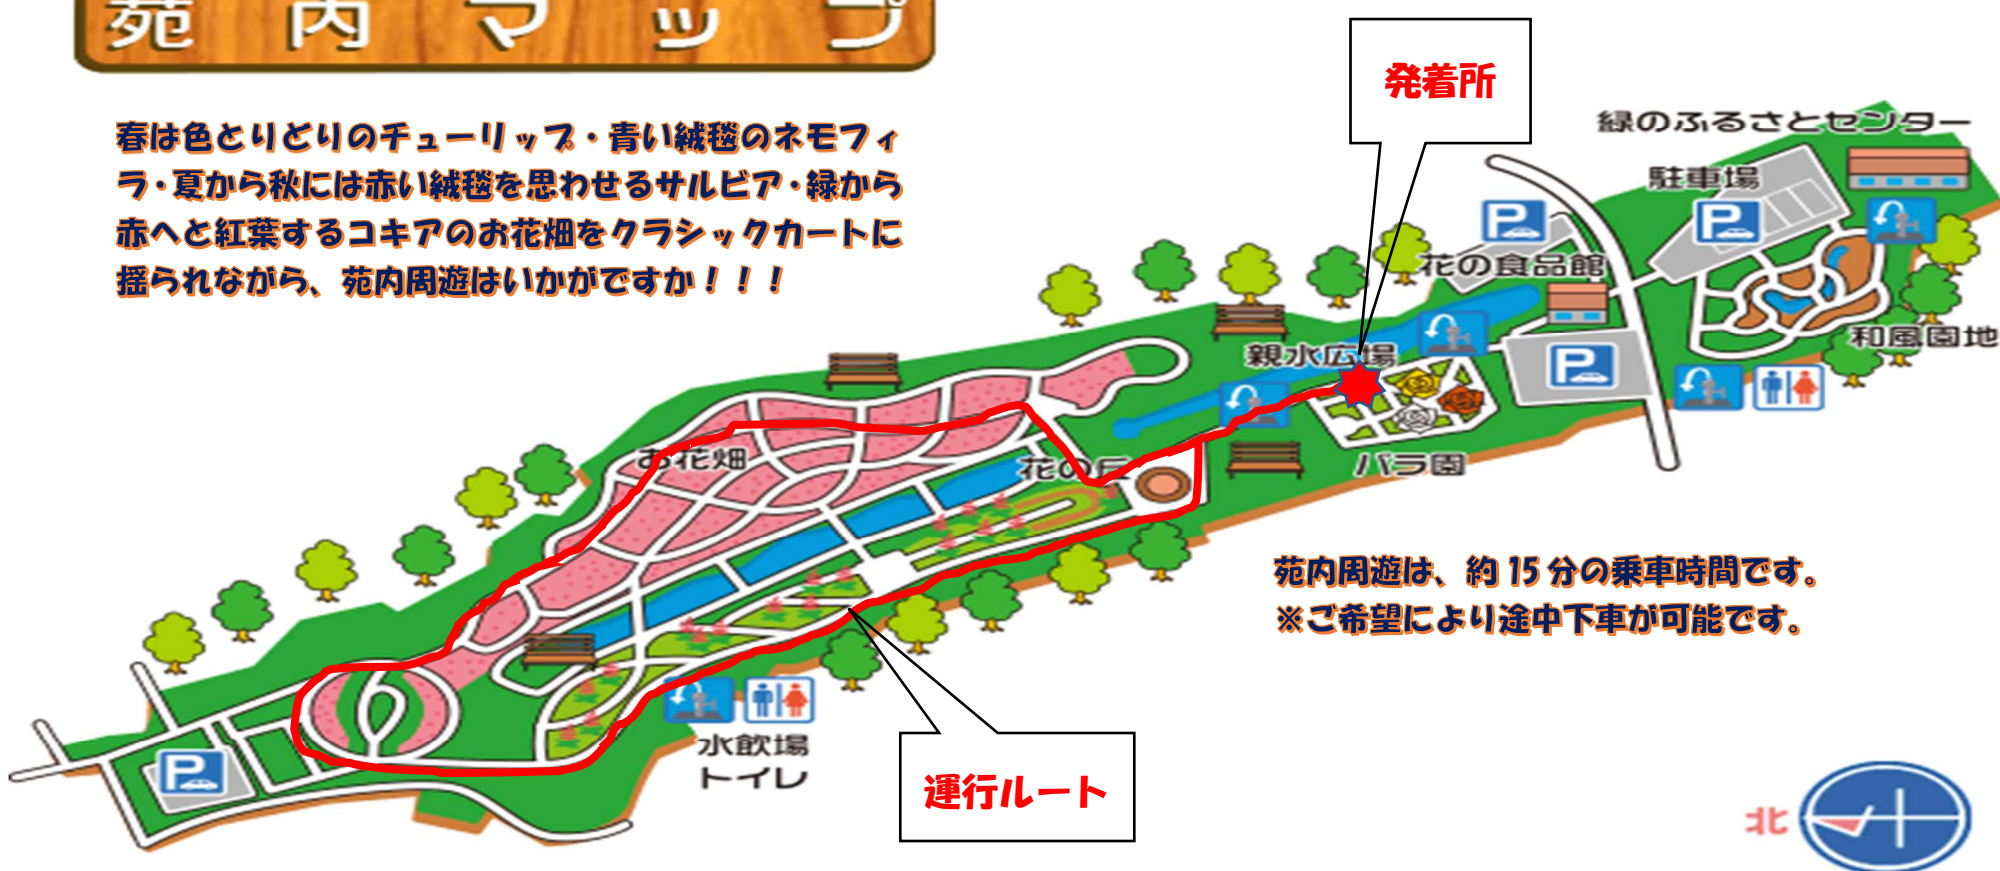 苑内マップ
春は色とりどりのチューリップ・青い絨毯のネモフィ
ラ・夏から秋には赤い絨毯を思わせるサルビア・緑から
赤へと紅葉するコキアのお花畑をクラシックカートに
揺られながら、苑内周遊はいかがですか！！！
発着所
緑のふるさとセンター
駐車場
P
P
花の食品館
和風園地
親水広場
P
バラ園
お花畑
花の丘
苑内周遊は、約15分の乗車時間です。
※ご希望により途中下車が可能です。
水飲場
トイレ
P
運行ルート
北